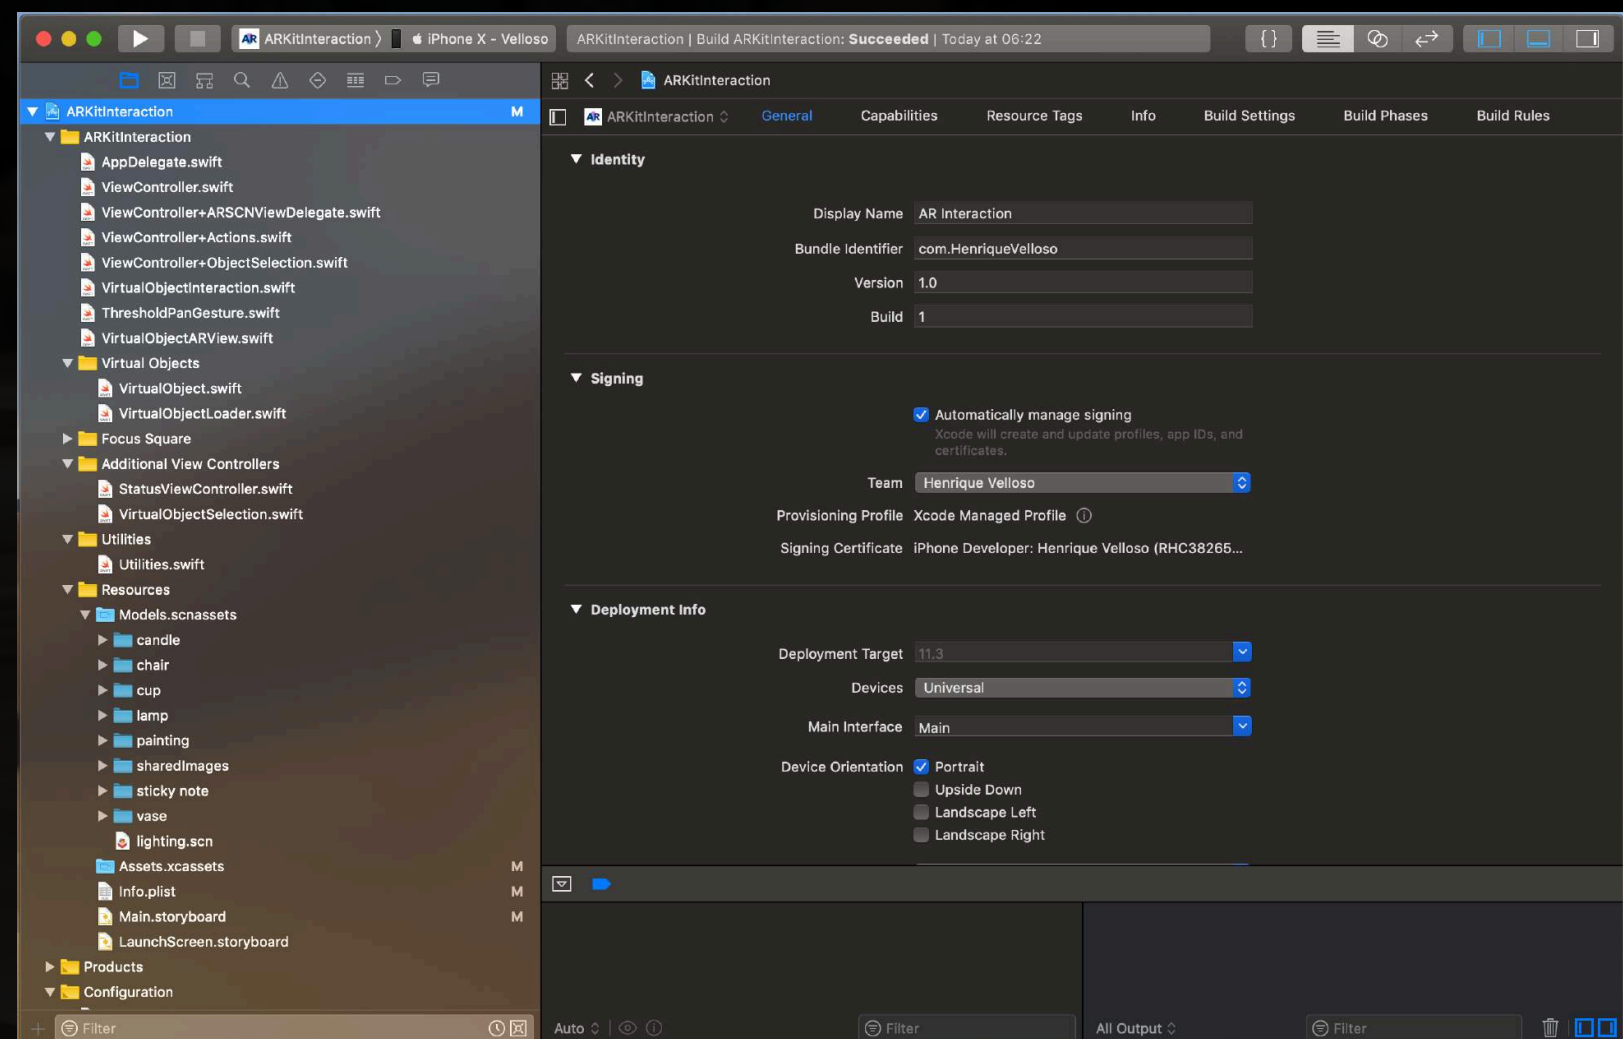 AR ARKitInteraction 〉 iPhone X - Velloso ARKitInteraction | Build ARKitInteraction: Succeeded | Today at 06:22 { }
ARKitInteraction M
ARKitInteraction
AppDelegate.swift
ViewController.swift
ViewController+ARSCNViewDelegate.swift
ViewController+Actions.swift
ViewController+ObjectSelection.swift
VirtualObjectInteraction.swift
ThresholdPanGesture.swift
VirtualObjectARView.swift
Virtual Objects
VirtualObject.swift
VirtualObjectLoader.swift
Focus Square
Additional View Controllers
StatusViewController.swift
VirtualObjectSelection.swift
Utilities
Utilities.swift
Resources
Models.scnassets
candle
chair
cup
lamp
painting
sharedImages
sticky note
vase
lighting.scn
Assets.xcassets M
Info.plist M
Main.storyboard M
LaunchScreen.storyboard
Products
Configuration
Filter
ARKitInteraction
AR ARKitInteraction General Capabilities Resource Tags Info Build Settings Build Phases Build Rules
Identity
Display Name AR Interaction
Bundle Identifier com.HenriqueVelloso
Version 1.0
Build 1
Signing
Automatically manage signing
Xcode will create and update profiles, app IDs, and
certificates.
Team Henrique Velloso
Provisioning Profile Xcode Managed Profile
Signing Certificate iPhone Developer: Henrique Velloso (RHC38265...
Deployment Info
Deployment Target 11.3
Devices Universal
Main Interface Main
Device Orientation Portrait
Upside Down
Landscape Left
Landscape Right
Auto Filter All Output Filter